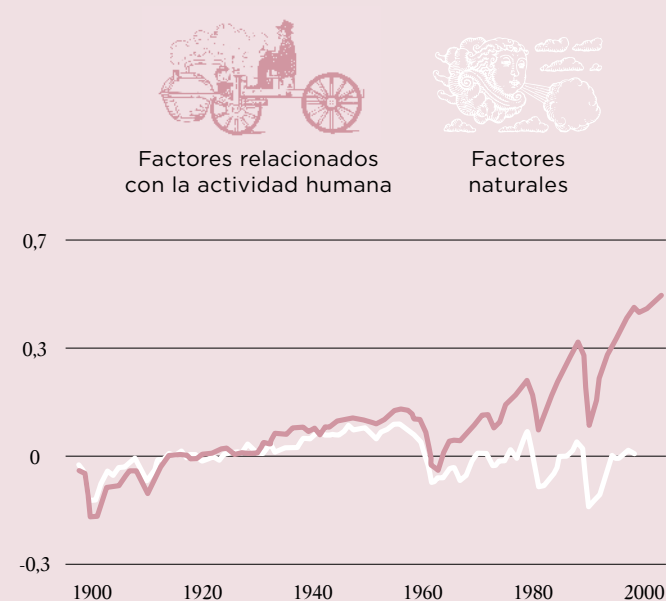 Factores relacionados
con la actividad humana
Factores
naturales
0,7
0,3
0
-0,3
1900 1920 1940 1960 1980 2000